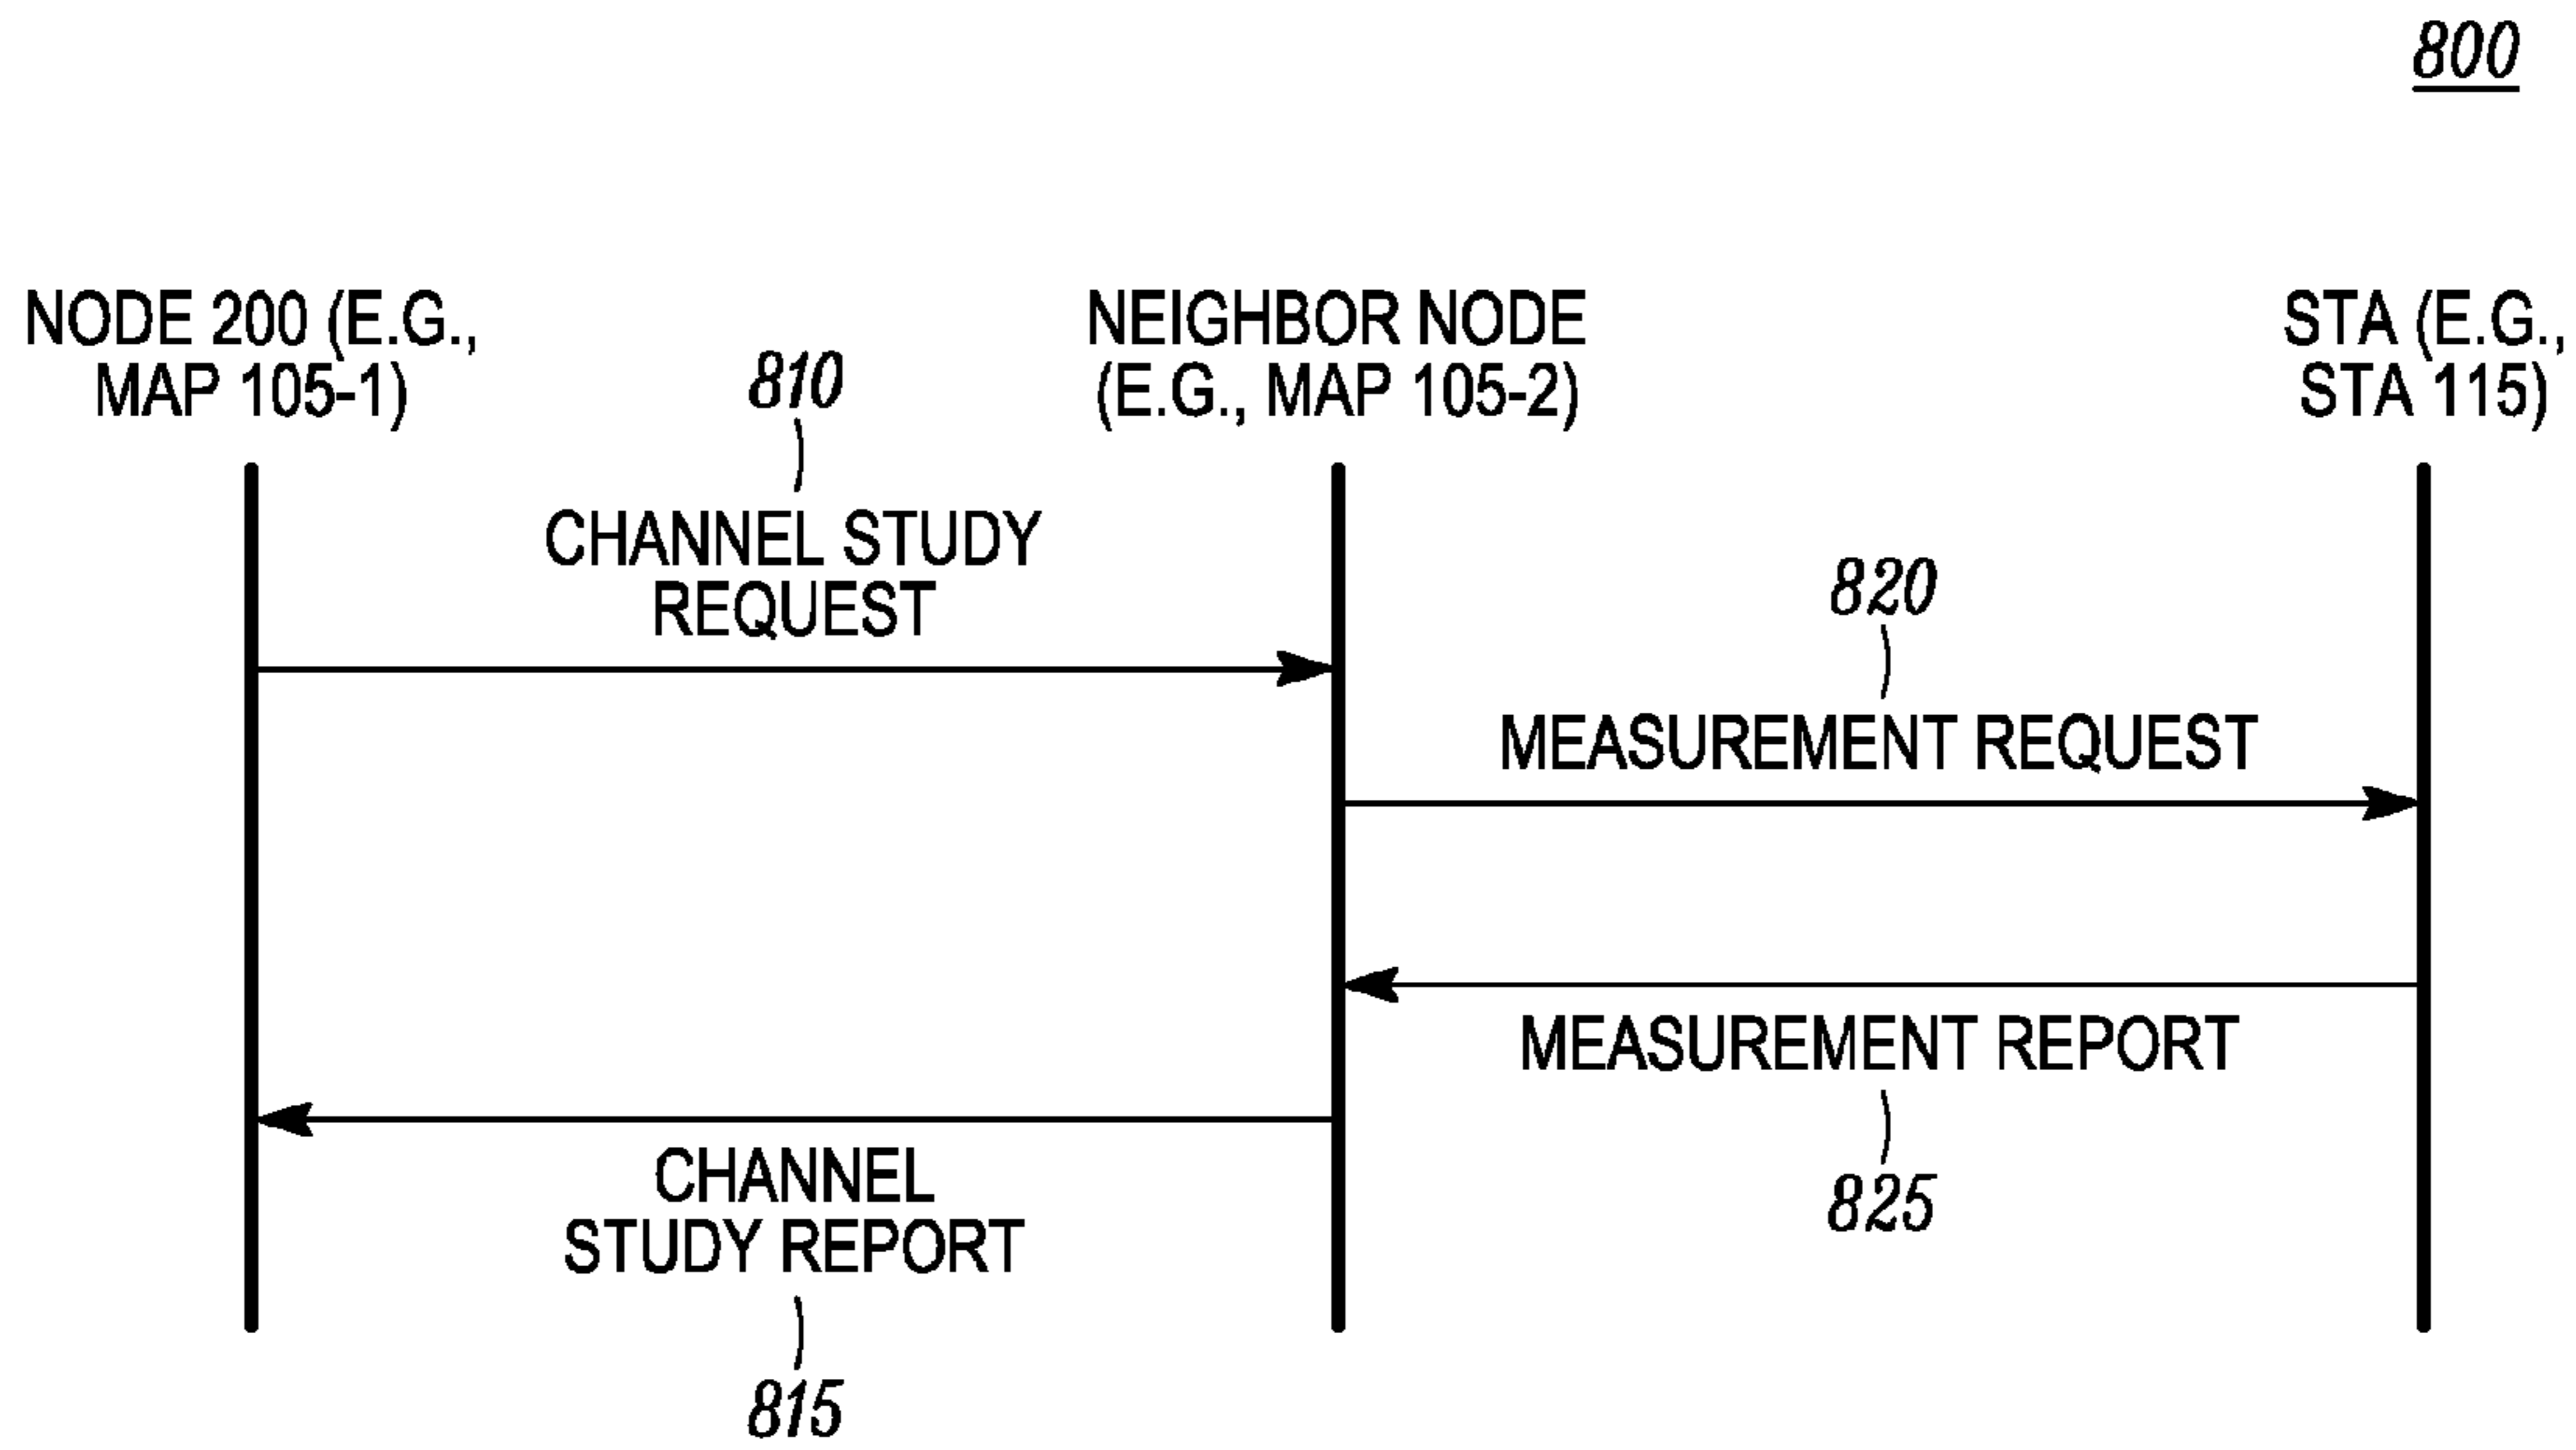 800
NODE 200 (E.G.,
MAP 105-1)
NEIGHBOR NODE
(E.G., MAP 105-2)
STA (E.G.,
STA 115)
810
CHANNEL STUDY
REQUEST
820
MEASUREMENT REQUEST
MEASUREMENT REPORT
825
CHANNEL
STUDY REPORT
815